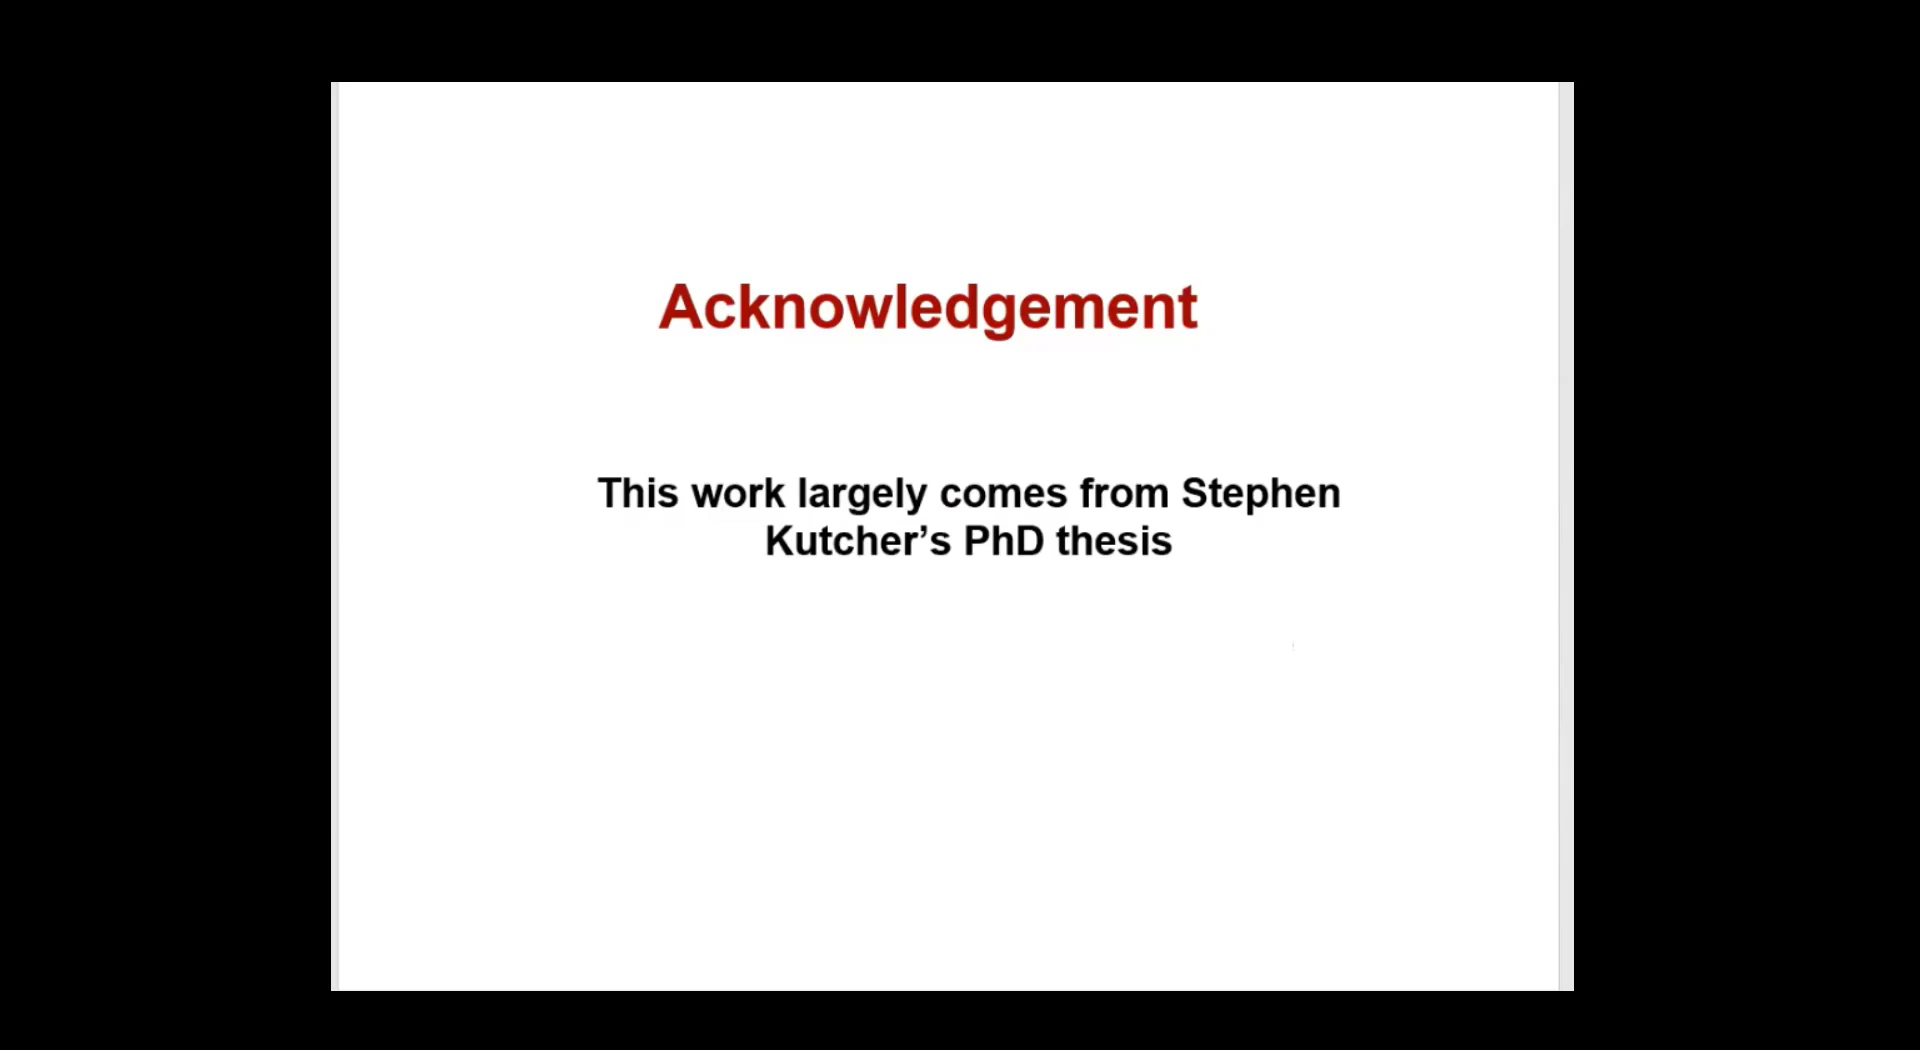 Acknowledgement
This work largely comes from Stephen
Kutcher’s PhD thesis